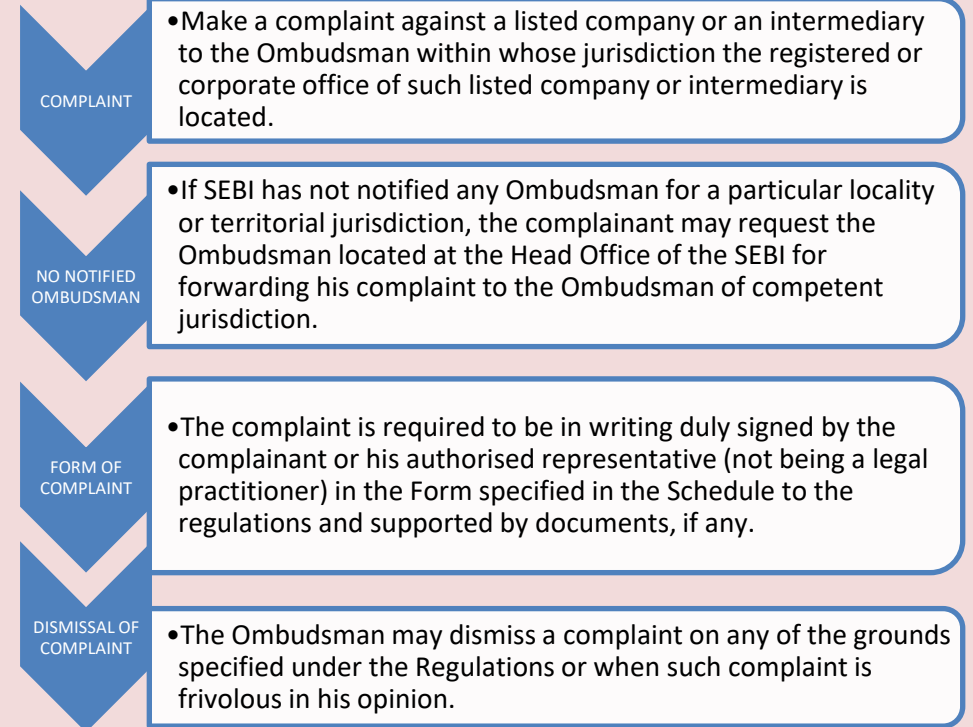 COMPLAINT
•Make a complaint against a listed company or an intermediary
to the Ombudsman within whose jurisdiction the registered or
corporate office of such listed company or intermediary is
located.
NO NOTIFIED
OMBUDSMAN
•If SEBI has not notified any Ombudsman for a particular locality
or territorial jurisdiction, the complainant may request the
Ombudsman located at the Head Office of the SEBI for
forwarding his complaint to the Ombudsman of competent
jurisdiction.
FORM OF
COMPLAINT
•The complaint is required to be in writing duly signed by the
complainant or his authorised representative (not being a legal
practitioner) in the Form specified in the Schedule to the
regulations and supported by documents, if any.
DISMISSAL OF
COMPLAINT
•The Ombudsman may dismiss a complaint on any of the grounds
specified under the Regulations or when such complaint is
frivolous in his opinion.